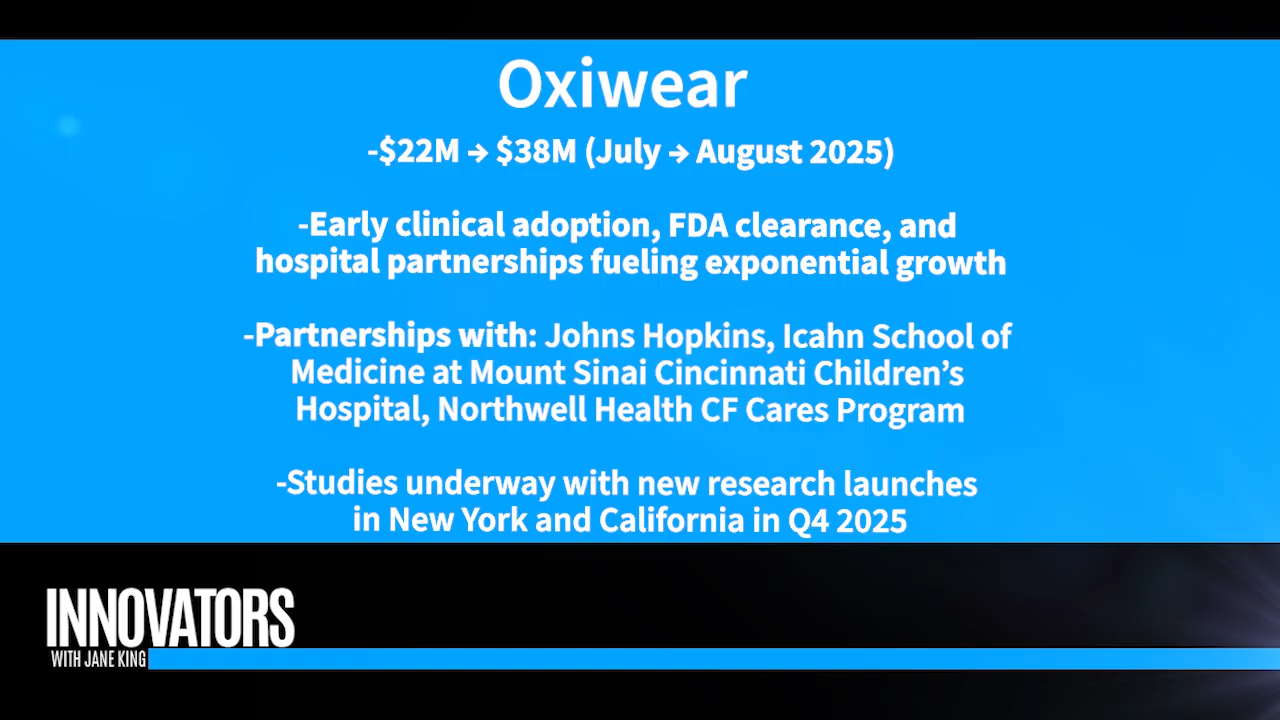 Oxiwear
-$22M → $38M (July → August 2025)
-Early clinical adoption, FDA clearance, and
hospital partnerships fueling exponential growth
-Partnerships with: Johns Hopkins, Icahn School of
Medicine at Mount Sinai Cincinnati Children’s
Hospital, Northwell Health CF Cares Program
-Studies underway with new research launches
in New York and California in Q4 2025
INNOVATORS
WITH JANE KING